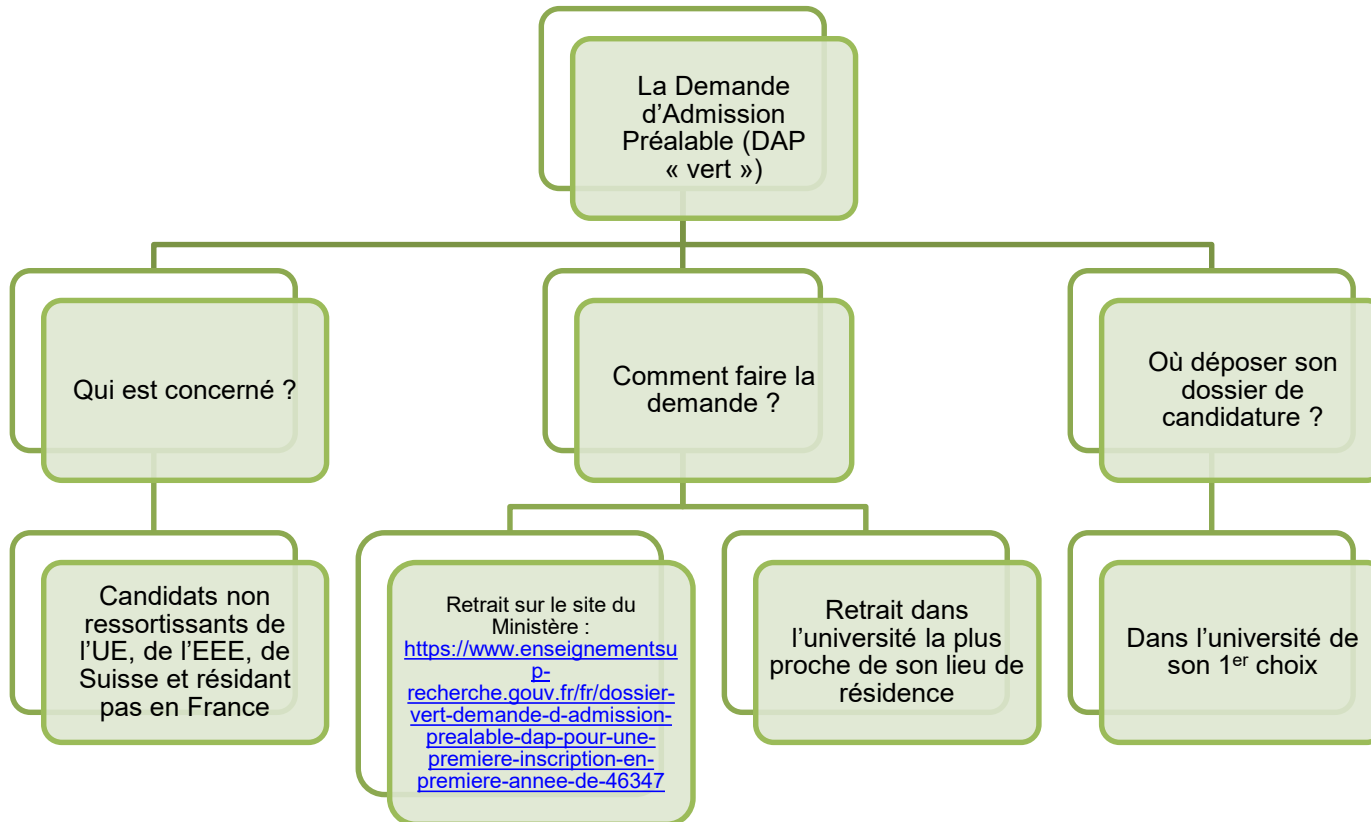 La Demande
d'Admission
Préalable (DAP
« vert »)
Qui est concerné ?
Comment faire la
demande ?
Où déposer son
dossier de
candidature ?
Candidats non
ressortissants de
l'UE, de l'EEE, de
Suisse et résidant
pas en France
Retrait sur le site du
Ministère :
https://www.enseignementsu
p-
recherche.gouv.fr/fr/dossier-
vert-demande-d-admission-
prealable-dap-pour-une-
premiere-inscription-en-
premiere-annee-de-46347
Retrait dans
l'université la plus
proche de son lieu de
résidence
Dans l'université de
son 1er choix